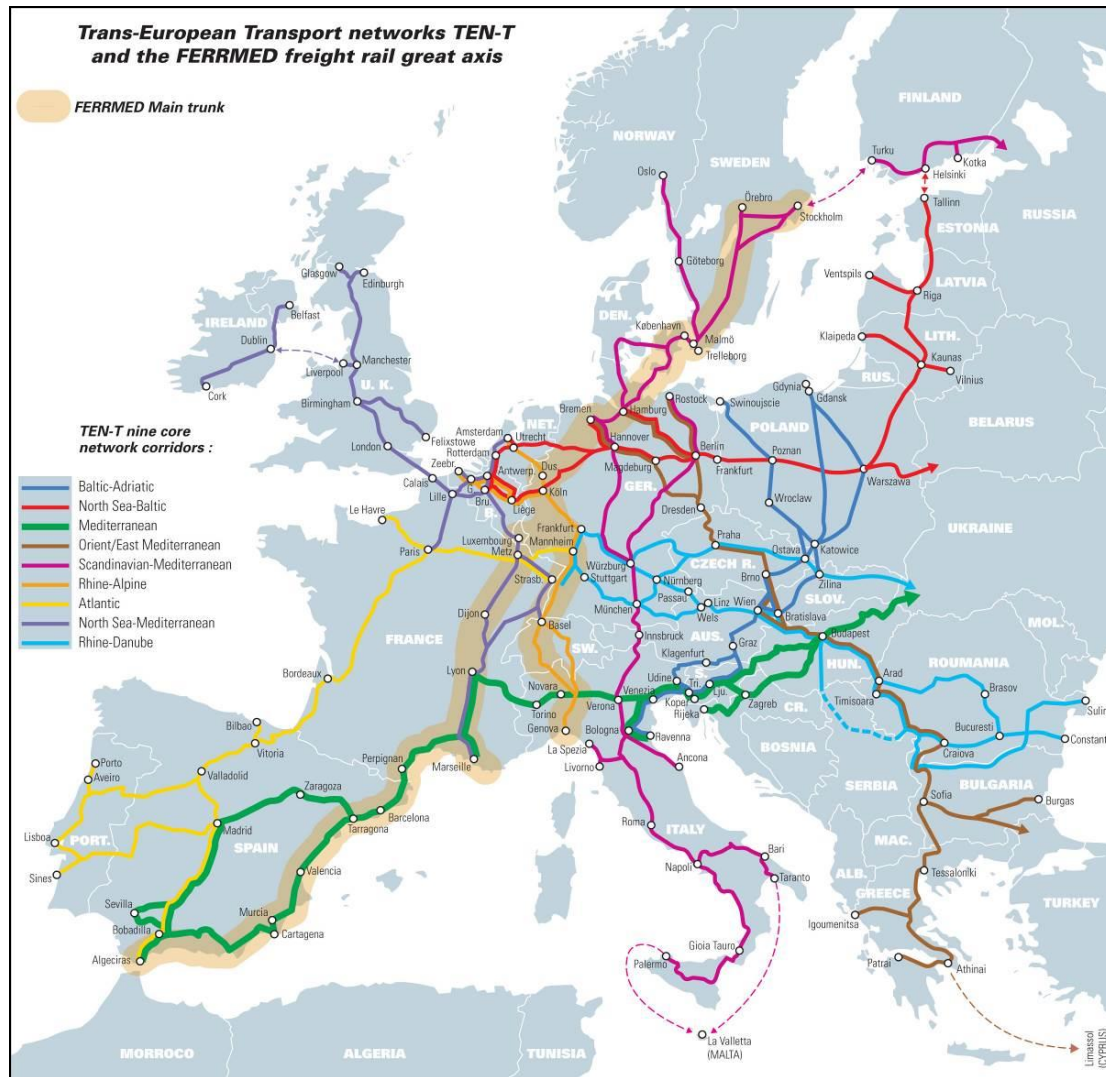 Trans-European Transport networks TEN-T
and the FERRMED freight rail great axis
FERRMED Main trunk
TEN-T nine core
network corridors :
Baltic-Adriatic
North Sea-Baltic
Mediterranean
Orient/East Mediterranean
Scandinavian-Mediterranean
Rhine-Alpine
Atlantic
North Sea-Mediterranean
Rhine-Danube
FINLAND
NORWAY
SWEDEN
RUSSIA
ESTONIA
LATVIA
LITH.
RUS.
BELARUS
DEN.
IRELAND
U. K.
NET.
POLAND
GER.
B.
UKRAINE
CZECH R.
SLOV.
FRANCE
SW.
AUS.
HUN.
MOL.
ROUMANIA
CR.
BOSNIA
SERBIA
BULGARIA
MAC.
ALB.
GREECE
TURKEY
ITALY
SPAIN
PORT.
MORROCO
ALGERIA
TUNISIA
Turku
Kotka
Helsinki
Tallinn
Oslo
Örebro
Stockholm
Göteborg
Ventspils
Riga
Klaipeda
Kaunas
Vilnius
Glasgow
Edinburgh
Belfast
Dublin
Cork
Liverpool
Manchester
Birmingham
London
Felixstowe
København
Malmö
Trelleborg
Rostock
Bremen
Hamburg
Swinoujscie
Gdynia
Gdansk
Amsterdam
Utrecht
Rotterdam
Zeebr.
Antwerp.
G.
Bru.
Dus.
Köln
Liège
Hannover
Magdeburg
Berlin
Frankfurt
Poznan
Warszawa
Wroclaw
Dresden
Calais
Lille
Le Havre
Paris
Luxembourg
Metz
Frankfurt
Mannheim
Strasb.
Stuttgart
Würzburg
Nürnberg
Praha
Ostava
Katowice
Zilina
Brno
Passau
Linz
Wels
Wien
Bratislava
München
Innsbruck
Budapest
Graz
Klagenfurt
Dijon
Basel
Lyon
Novara
Torino
Genova
Verona
Venezia
Udine
Tri.
Lju.
Koper
Rijeka
Zagreb
Bologna
Ravenna
La Spezia
Livorno
Ancona
Arad
Timisoara
Brasov
Bucuresti
Sulin
Constant
Craiova
Sofia
Burgas
Bordeaux
Bilbao
Vitoria
Porto
Aveiro
Valladolid
Zaragoza
Perpignan
Marseille
Barcelona
Tarragona
Madrid
Lisboa
Sines
Valencia
Sevilla
Bobadilla
Murcia
Cartagena
Algeciras
Roma
Napoli
Bari
Taranto
Gioia Tauro
Palermo
La Valletta
(MALTA)
Tessaloniki
Igoumenitsa
Patrai
Athinai
Limassol
(CYPRUS)